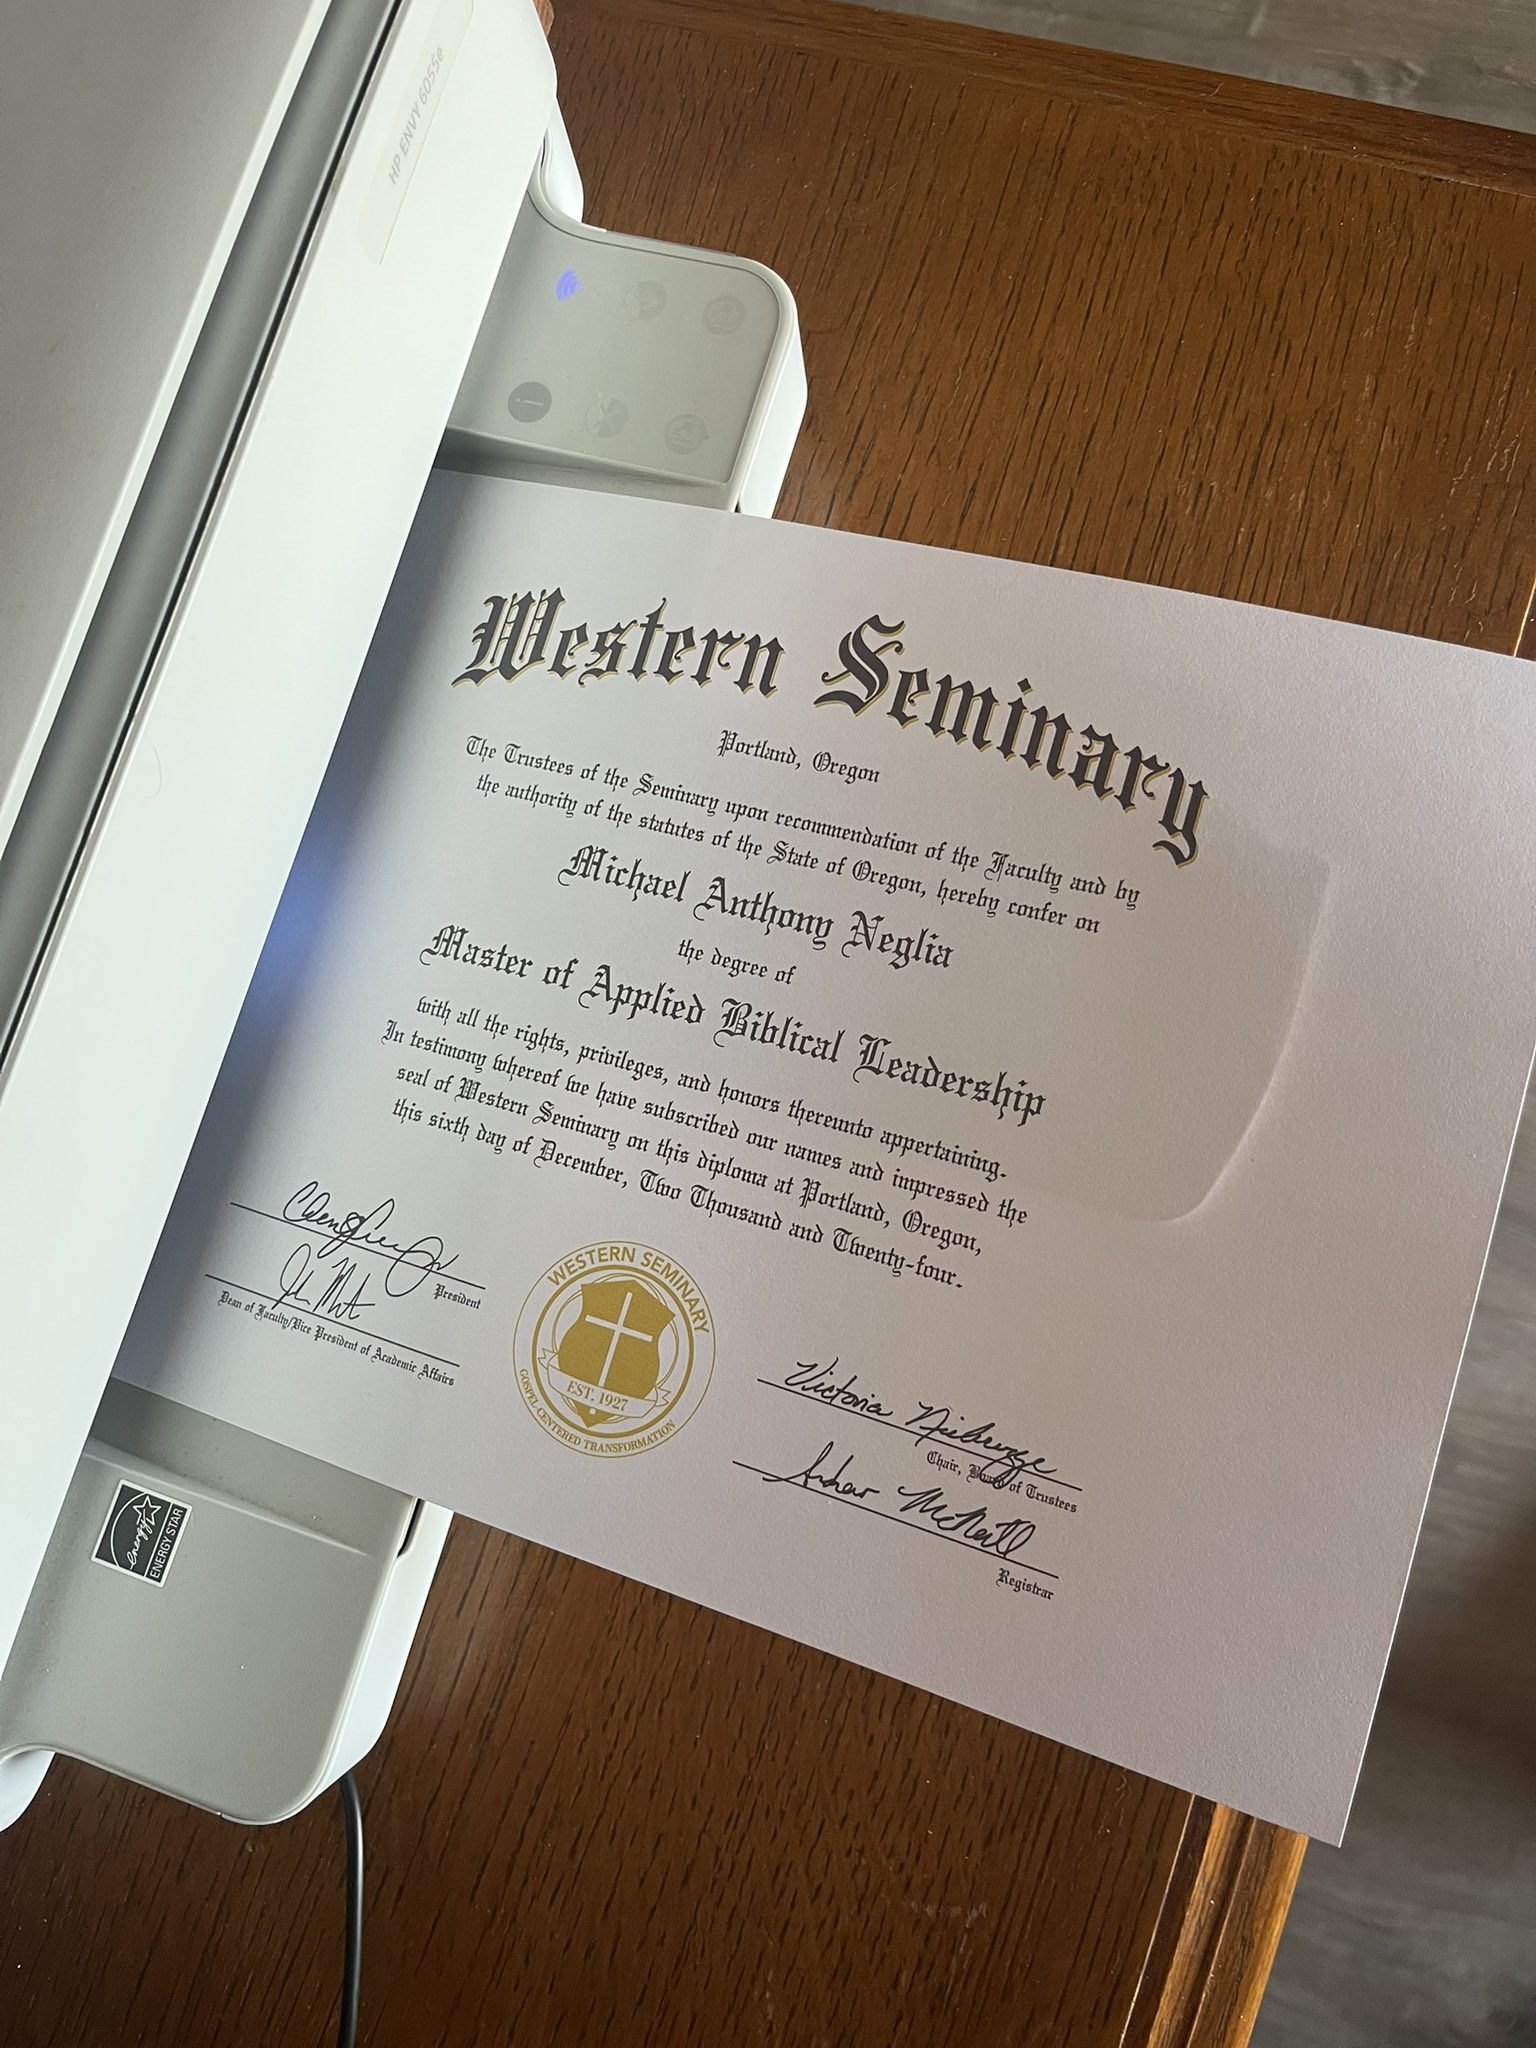 HP ENVY 6055e
Western Seminary
Portland, Oregon
The Trustees of the Seminary upon recommendation of the Faculty and by
the authority of the statutes of the State of Oregon, hereby confer on
Michael Anthony Neglia
the degree of
Master of Applied Biblical Leadership
with all the rights, privileges, and honors thereunto appertaining.
In testimony whereof we have subscribed our names and impressed the
seal of Western Seminary on this diploma at Portland, Oregon,
this sixth day of December, Two Thousand and Twenty-four.
President
Dean of Faculty/Vice President of Academic Affairs
WESTERN SEMINARY
EST. 1927
GOSPEL-CENTERED TRANSFORMATION
Victoria
Chair, Board of Trustees
McNeill
Registrar
energy
ENERGY STAR